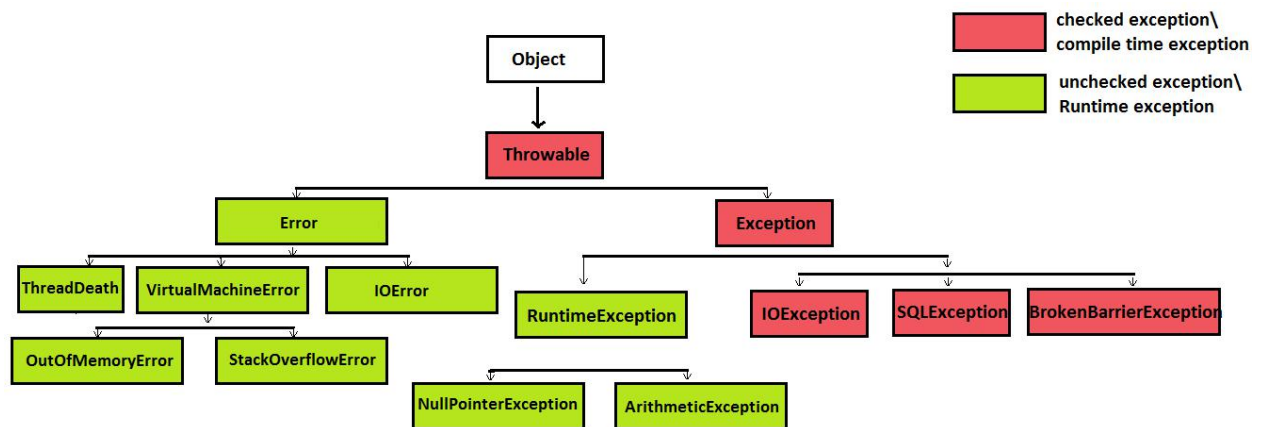 checked exception\
compile time exception
Object
unchecked exception\
Runtime exception
Throwable
Error
Exception
ThreadDeath
VirtualMachineError
IOError
RuntimeException
IOException
SQLException
BrokenBarrierException
OutOfMemoryError
StackOverflowError
NullPointerException
ArithmeticException